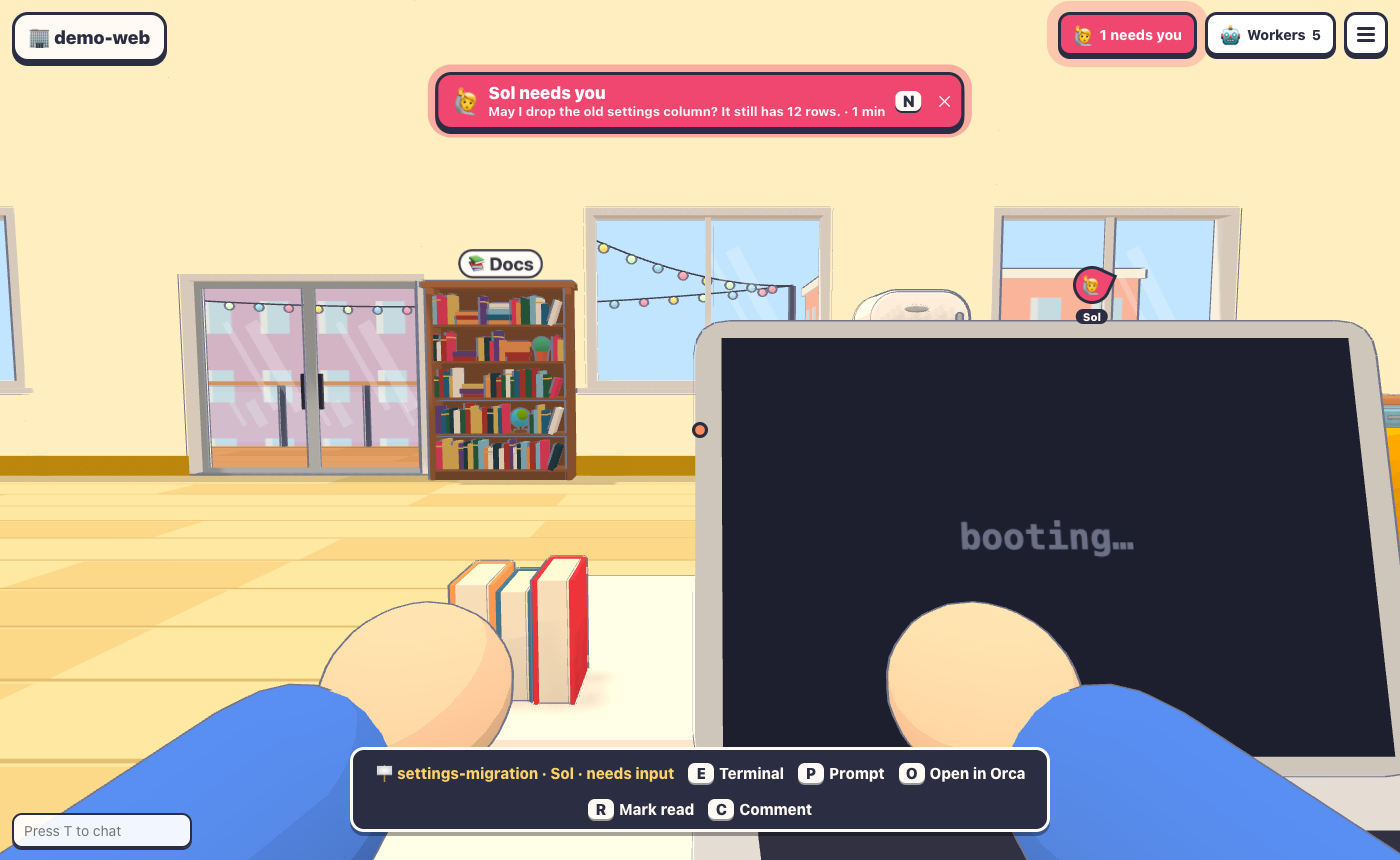 🏢 demo-web
🙋 1 needs you
🤖 Workers 5
Sol needs you
May I drop the old settings column? It still has 12 rows. · 1 min
N
📚 Docs
Sol
booting…
settings-migration · Sol · needs input E Terminal P Prompt O Open in Orca
R Mark read C Comment
Press T to chat